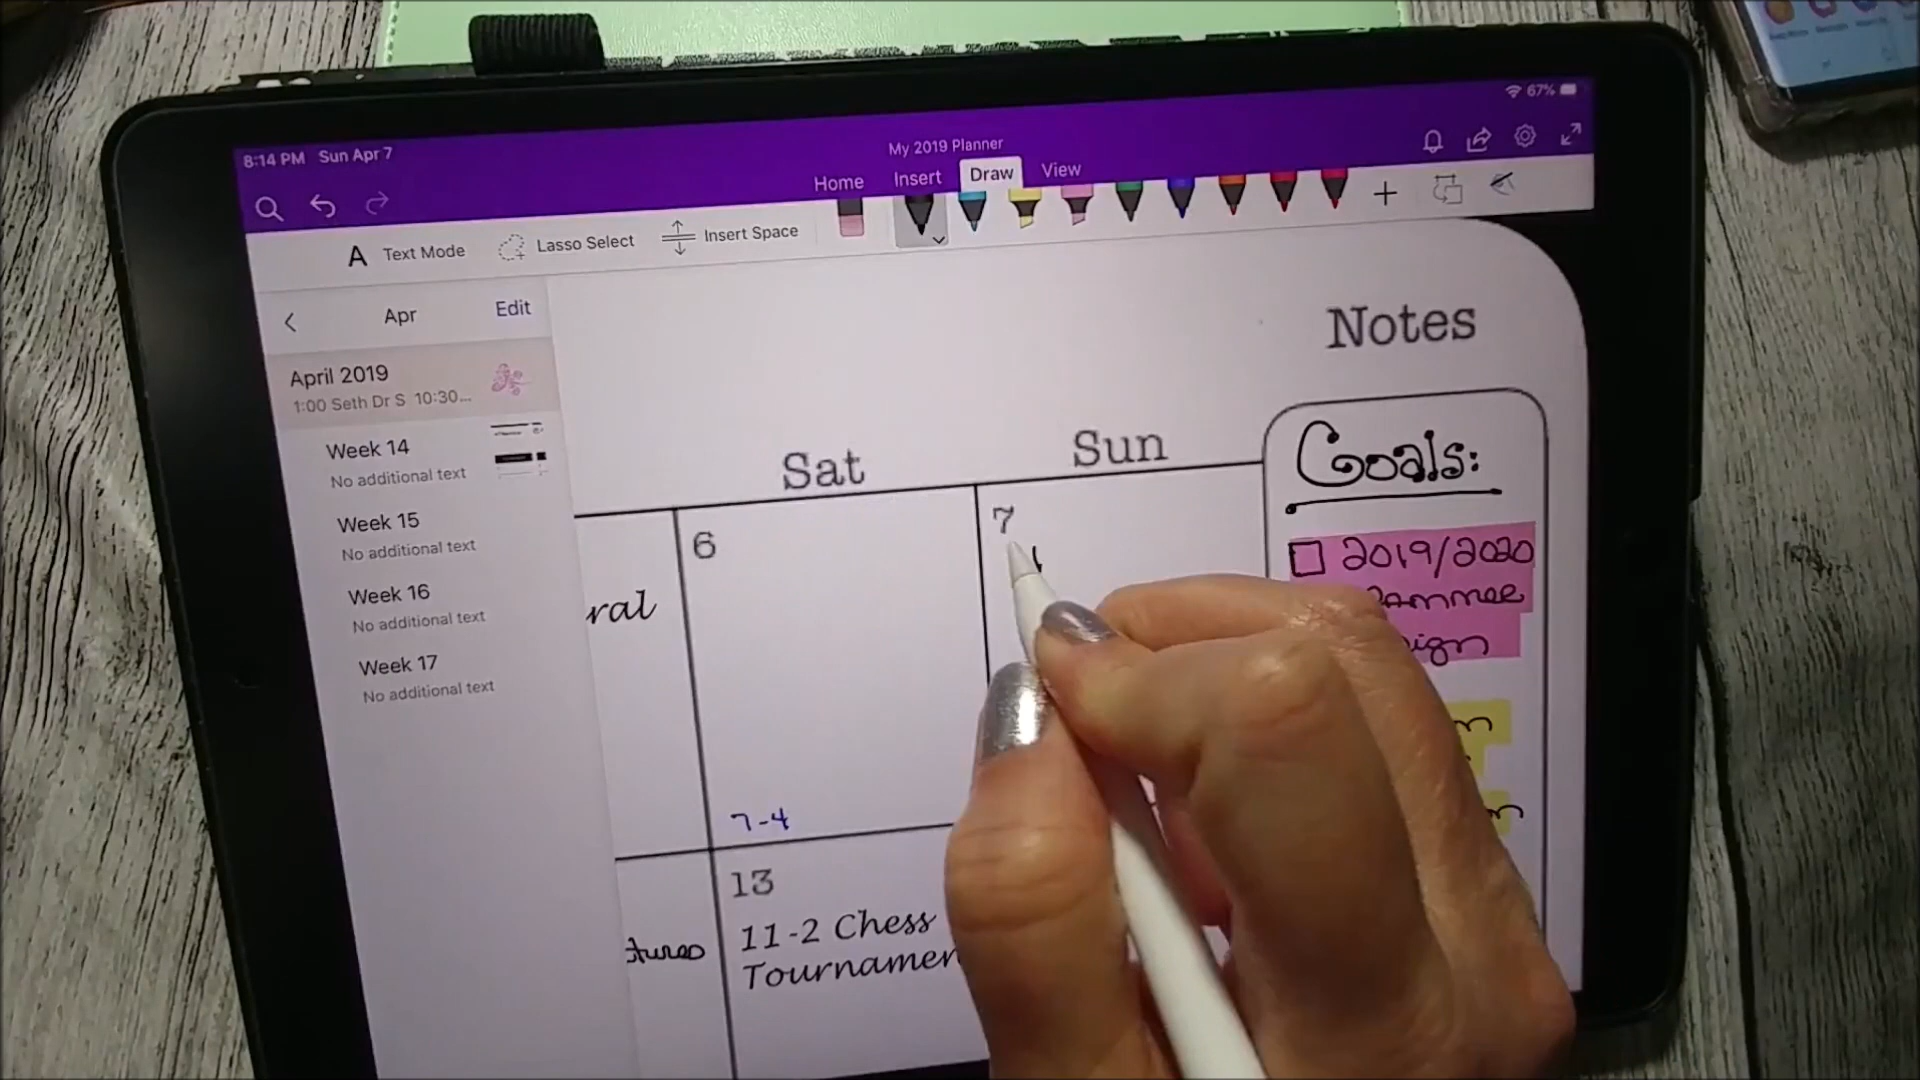 67%
8:14 PM Sun Apr 7
My 2019 Planner
Home Insert Draw View
A Text Mode Lasso Select Insert Space
Apr Edit
April 2019
1:00 Seth Dr S 10:30...
Week 14
No additional text
Week 15
No additional text
Week 16
No additional text
Week 17
No additional text
Notes
Sat Sun
6
7
ral
7-4
13
11-2 Chess
Tournamen
tures
Goals:
2019/2020